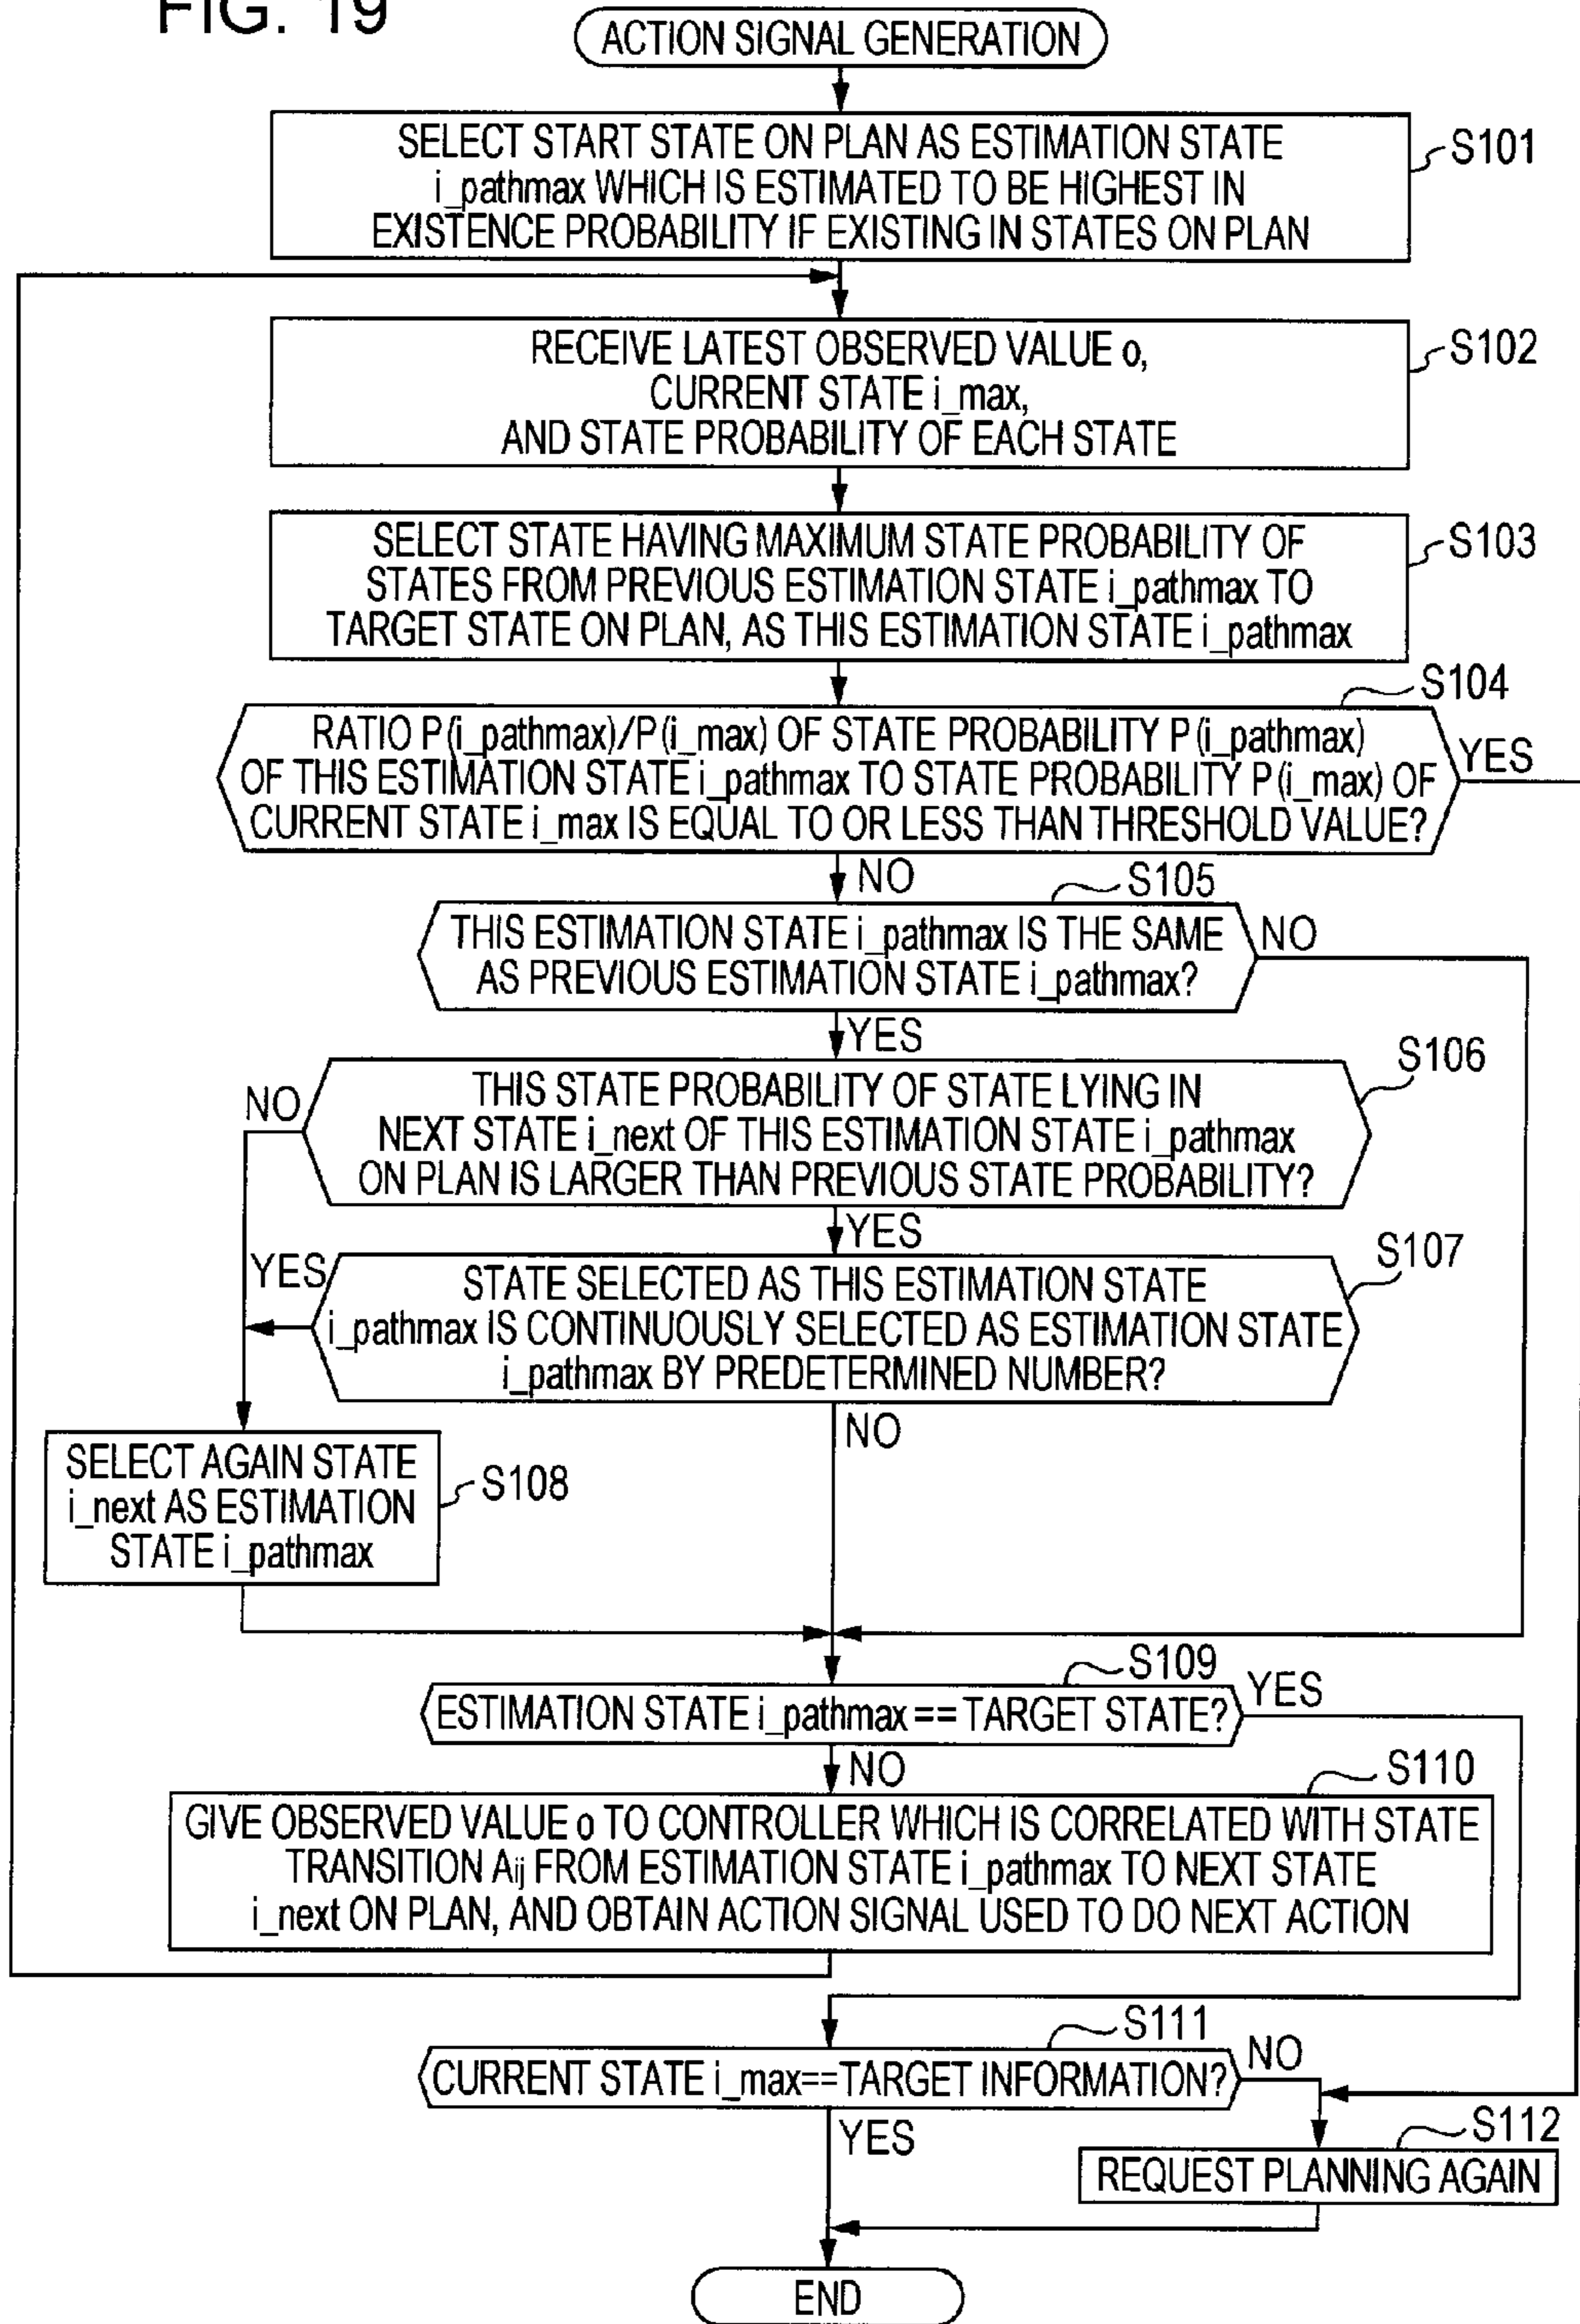 FIG. 19
ACTION SIGNAL GENERATION
SELECT START STATE ON PLAN AS ESTIMATION STATE
i_pathmax WHICH IS ESTIMATED TO BE HIGHEST IN
EXISTENCE PROBABILITY IF EXISTING IN STATES ON PLAN
S101
RECEIVE LATEST OBSERVED VALUE o,
CURRENT STATE i_max,
AND STATE PROBABILITY OF EACH STATE
S102
SELECT STATE HAVING MAXIMUM STATE PROBABILITY OF
STATES FROM PREVIOUS ESTIMATION STATE i_pathmax TO
TARGET STATE ON PLAN, AS THIS ESTIMATION STATE i_pathmax
S103
S104
RATIO P(i_pathmax)/P(i_max) OF STATE PROBABILITY P(i_pathmax)
OF THIS ESTIMATION STATE i_pathmax TO STATE PROBABILITY P(i_max) OF
CURRENT STATE i_max IS EQUAL TO OR LESS THAN THRESHOLD VALUE?
YES
NO
S105
THIS ESTIMATION STATE i_pathmax IS THE SAME
AS PREVIOUS ESTIMATION STATE i_pathmax?
NO
YES
S106
THIS STATE PROBABILITY OF STATE LYING IN
NEXT STATE i_next OF THIS ESTIMATION STATE i_pathmax
ON PLAN IS LARGER THAN PREVIOUS STATE PROBABILITY?
NO
YES
S107
STATE SELECTED AS THIS ESTIMATION STATE
i_pathmax IS CONTINUOUSLY SELECTED AS ESTIMATION STATE
i_pathmax BY PREDETERMINED NUMBER?
YES
NO
SELECT AGAIN STATE
i_next AS ESTIMATION
STATE i_pathmax
S108
S109
ESTIMATION STATE i_pathmax == TARGET STATE?
YES
NO
S110
GIVE OBSERVED VALUE o TO CONTROLLER WHICH IS CORRELATED WITH STATE
TRANSITION Aij FROM ESTIMATION STATE i_pathmax TO NEXT STATE
i_next ON PLAN, AND OBTAIN ACTION SIGNAL USED TO DO NEXT ACTION
S111
CURRENT STATE i_max==TARGET INFORMATION?
NO
YES
S112
REQUEST PLANNING AGAIN
END